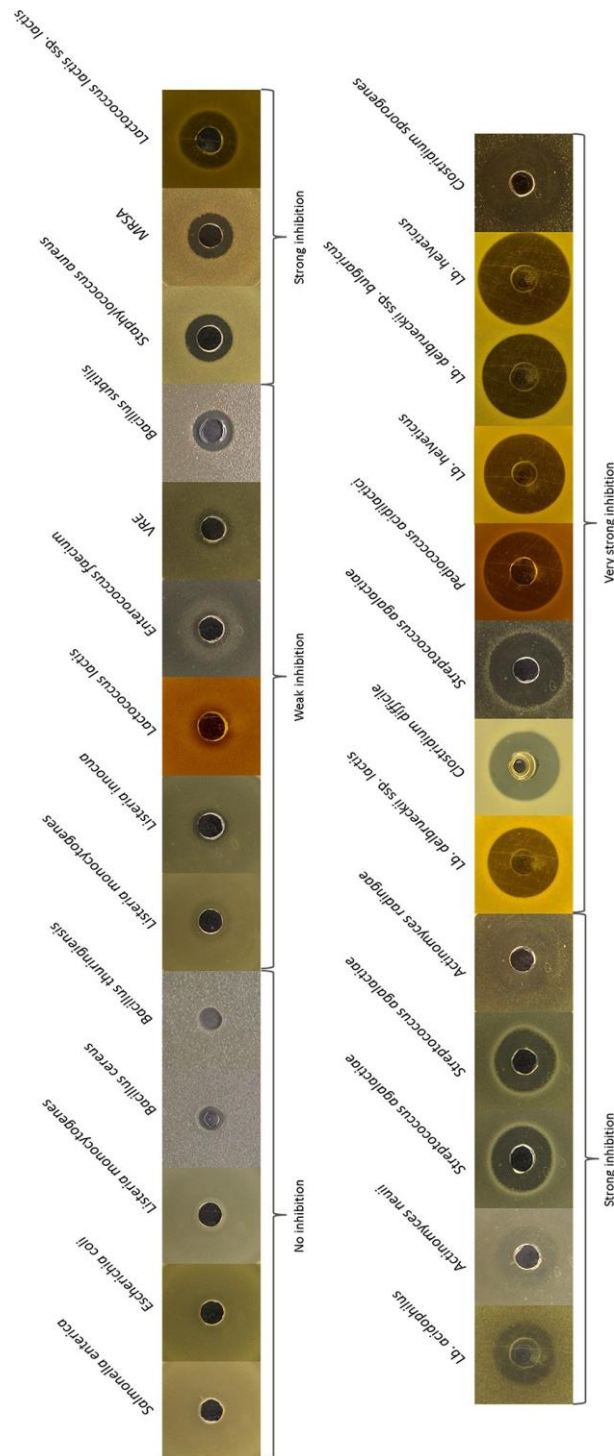 Lactococcus lactis ssp. lactis
MRSA
Staphylococcus aureus
Bacillus subtilis
VRE
Enterococcus faecium
Lactococcus lactis
Listeria innocua
Listeria monocytogenes
Bacillus thuringiensis
Bacillus cereus
Listeria monocytogenes
Escherichia coli
Salmonella enterica
Strong inhibition
Weak inhibition
No inhibition
Clostridium sporogenes
Lb. helveticus
Lb. delbrueckii ssp. bulgaricus
Lb. helveticus
Pediococcus acidilactici
Streptococcus agalactiae
Clostridium difficile
Lb. delbrueckii ssp. lactis
Actinomyces radingae
Streptococcus agalactiae
Streptococcus agalactiae
Actinomyces neuii
Lb. acidophilus
Very strong inhibition
Strong inhibition